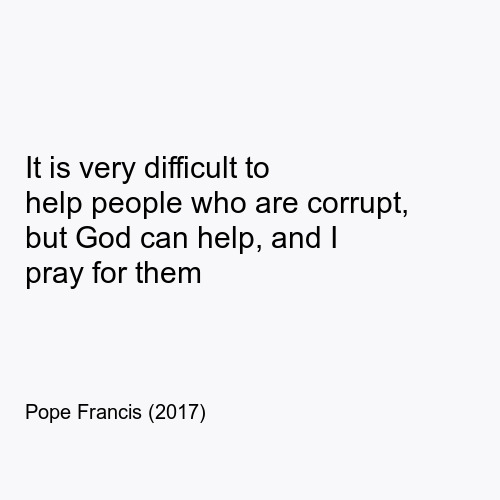 It is very difficult to
help people who are corrupt,
but God can help, and I
pray for them
Pope Francis (2017)